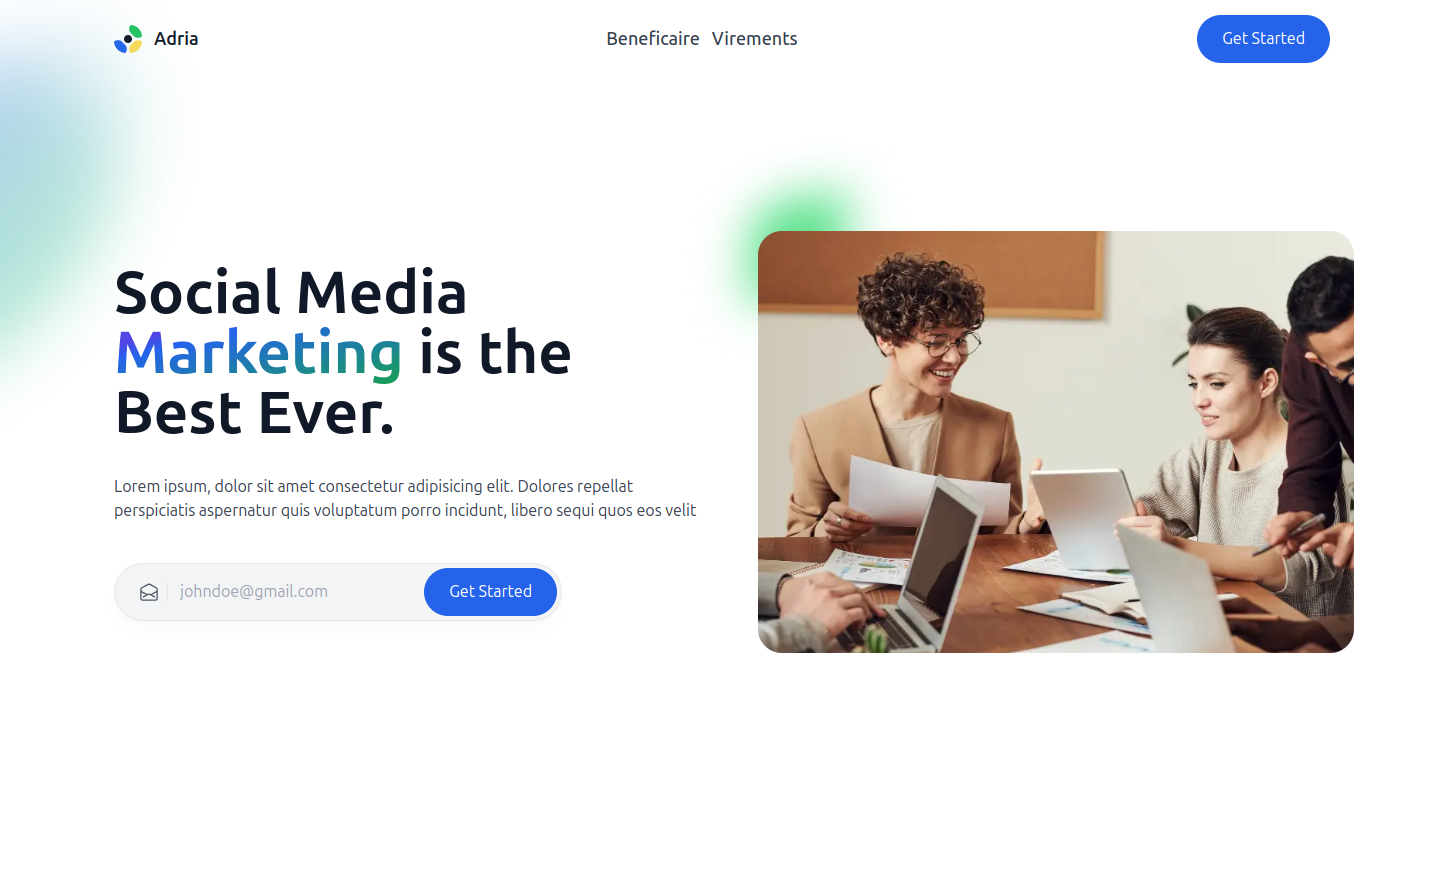 Adria
Beneficaire Virements
Get Started
Social Media
Marketing is the
Best Ever.
Lorem ipsum, dolor sit amet consectetur adipisicing elit. Dolores repellat
perspiciatis aspernatur quis voluptatum porro incidunt, libero sequi quos eos velit
johndoe@gmail.com
Get Started